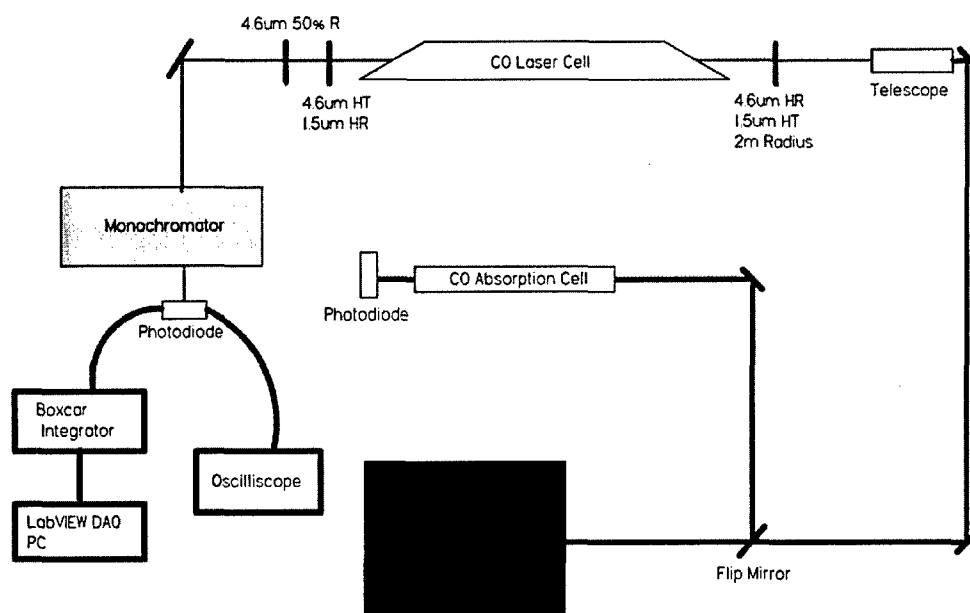 4.6um 50% R
CO Laser Cell
4.6um HT
1.5um HR
4.6um HR
1.5um HT
2m Radius
Telescope
Monochromator
CO Absorption Cell
Photodiode
Photodiode
Boxcar
Integrator
Oscilliscope
LabVIEW DAQ
PC
Flip Mirror